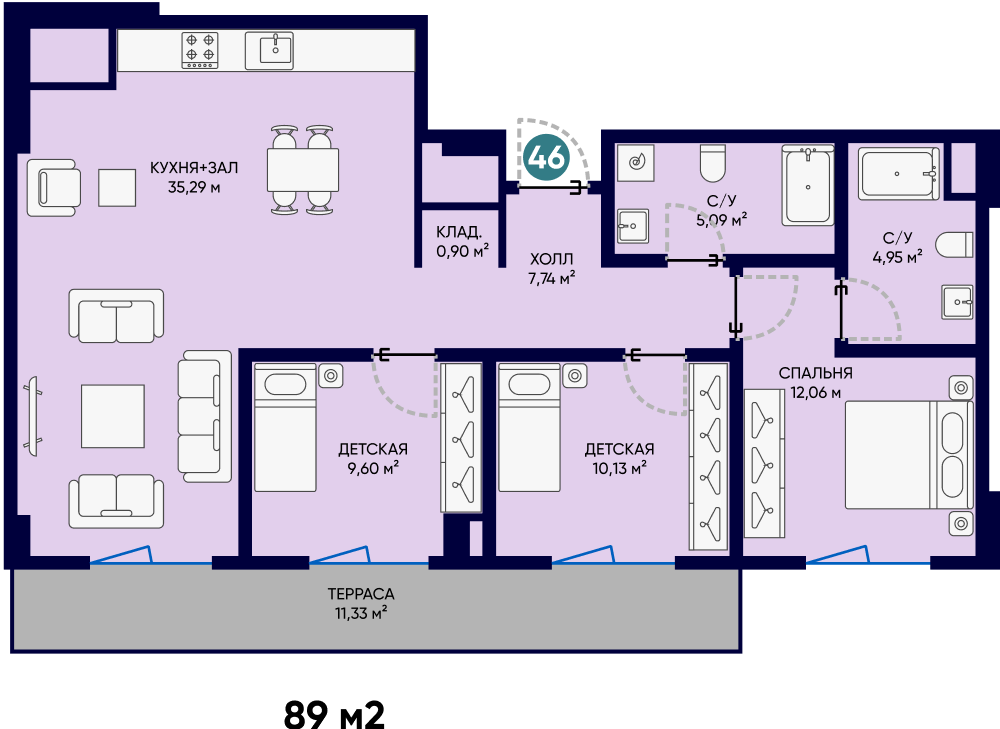 46
КУХНЯ+ЗАЛ
35,29 м
С/У
5,09 м²
КЛАД.
0,90 м²
С/У
4,95 м²
ХОЛЛ
7,74 м²
СПАЛЬНЯ
12,06 м
ДЕТСКАЯ
9,60 м²
ДЕТСКАЯ
10,13 м²
ТЕРРАСА
11,33 м²
89 м2